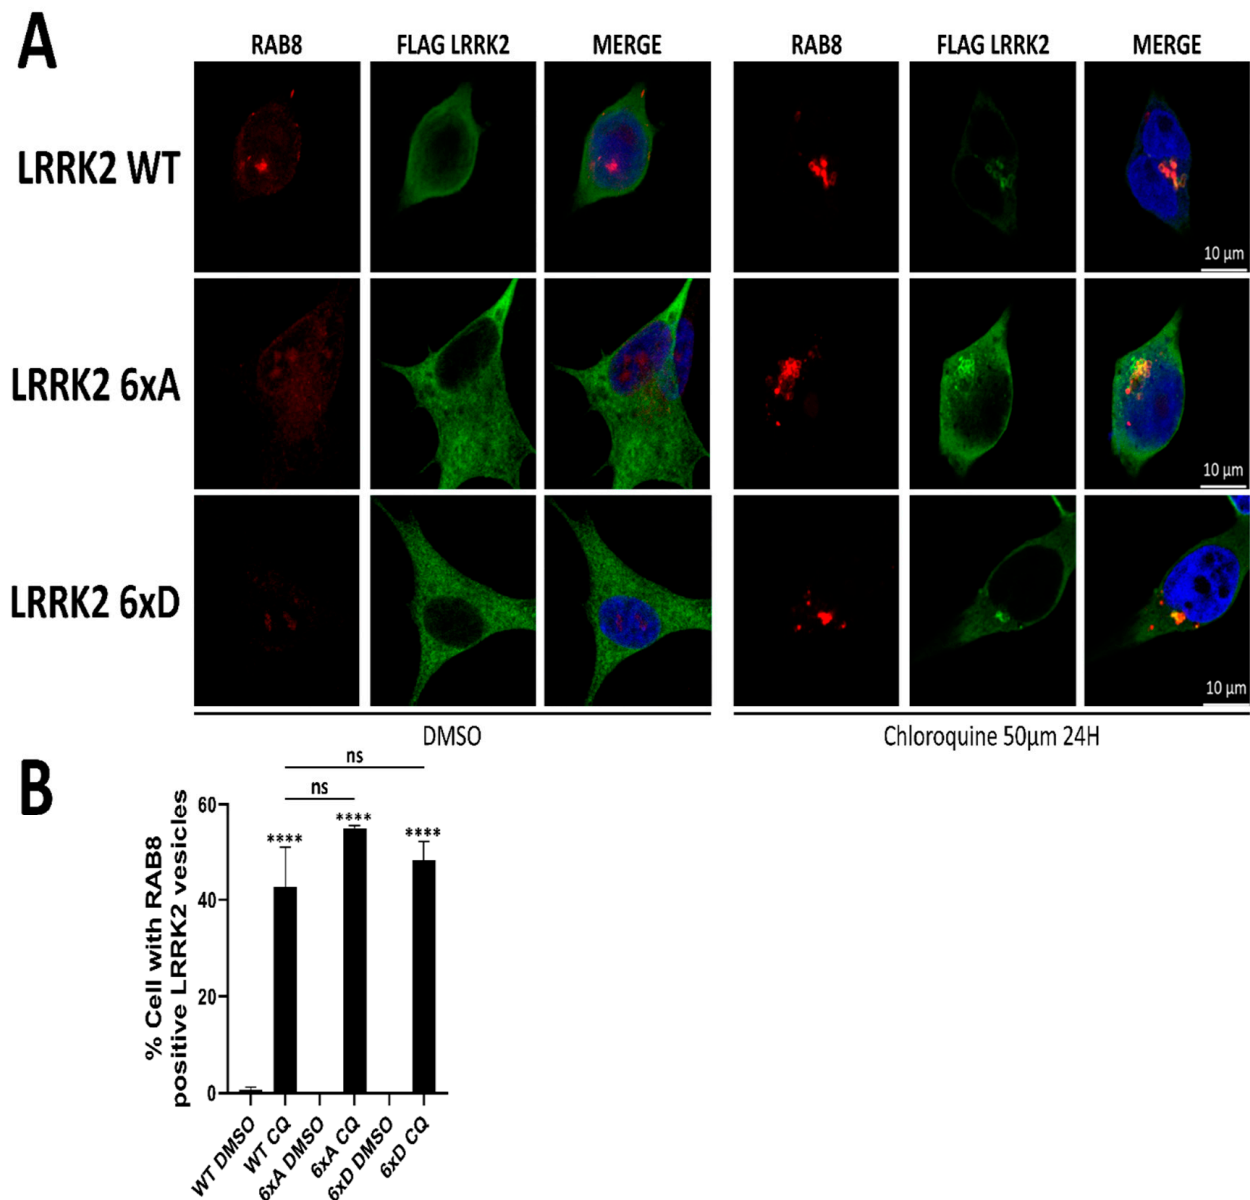 A
RAB8 FLAG LRRK2 MERGE RAB8 FLAG LRRK2 MERGE
LRRK2 WT
10 µm
LRRK2 6xA
10 µm
LRRK2 6xD
10 µm
DMSO Chloroquine 50µm 24H
B
ns
ns
**** **** ****
% Cell with RAB8
positive LRRK2 vesicles
60
40
20
0
WT DMSO
WT CQ
6xA DMSO
6xA CQ
6xD DMSO
6xD CQ